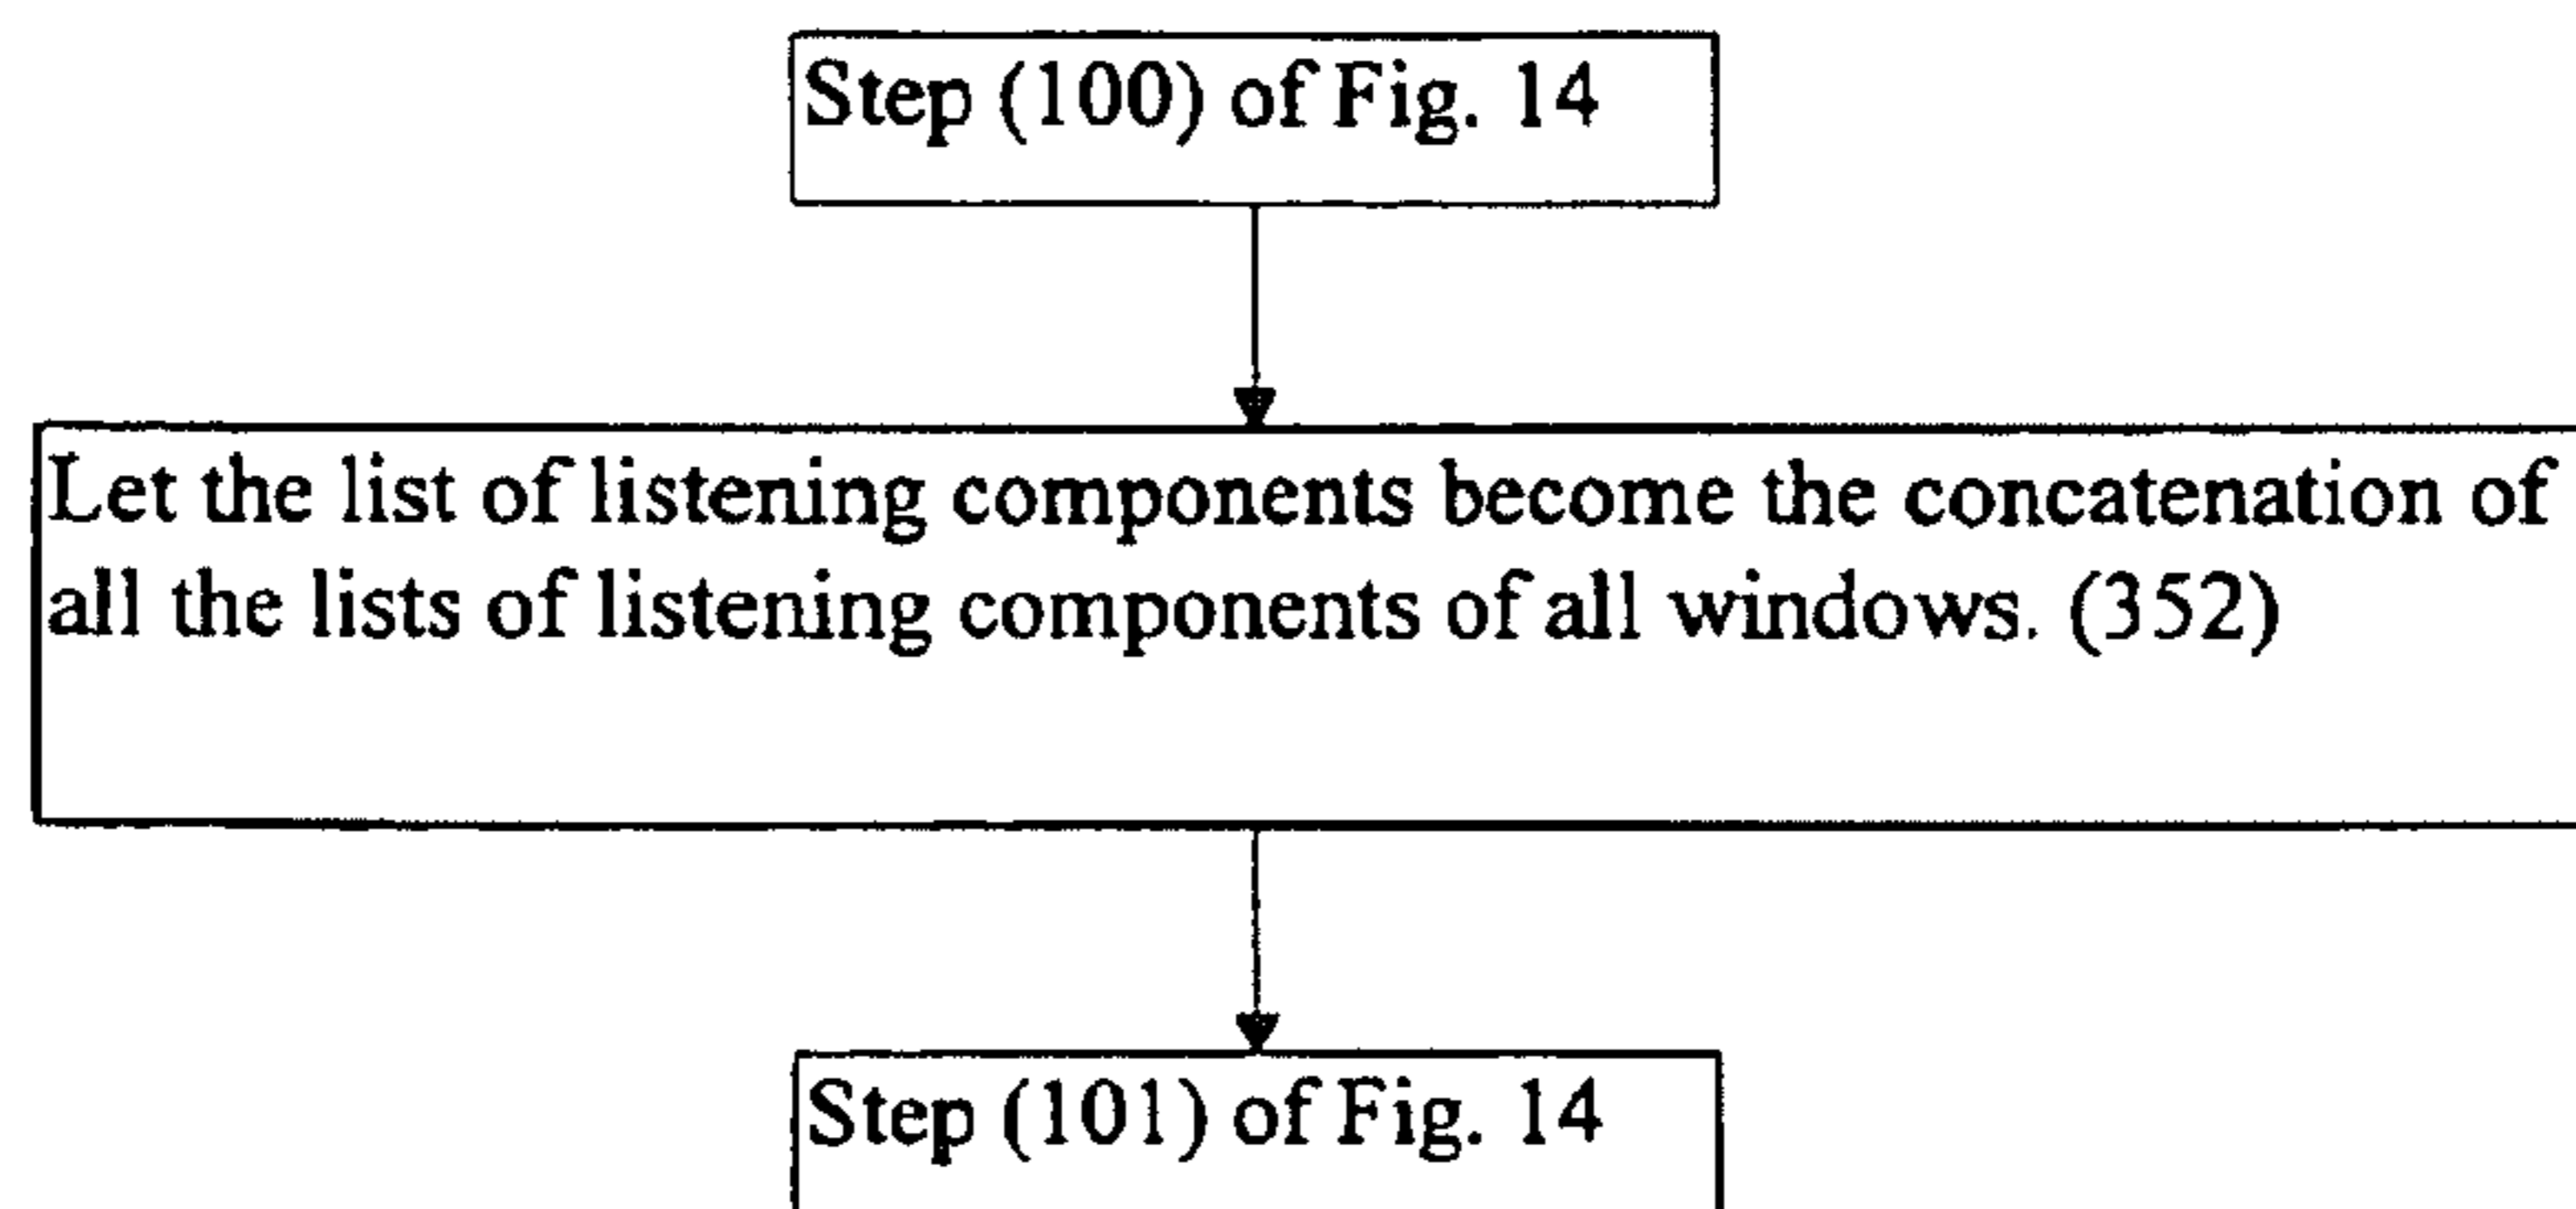 Step (100) of Fig. 14
Let the list of listening components become the concatenation of
all the lists of listening components of all windows. (352)
Step (101) of Fig. 14